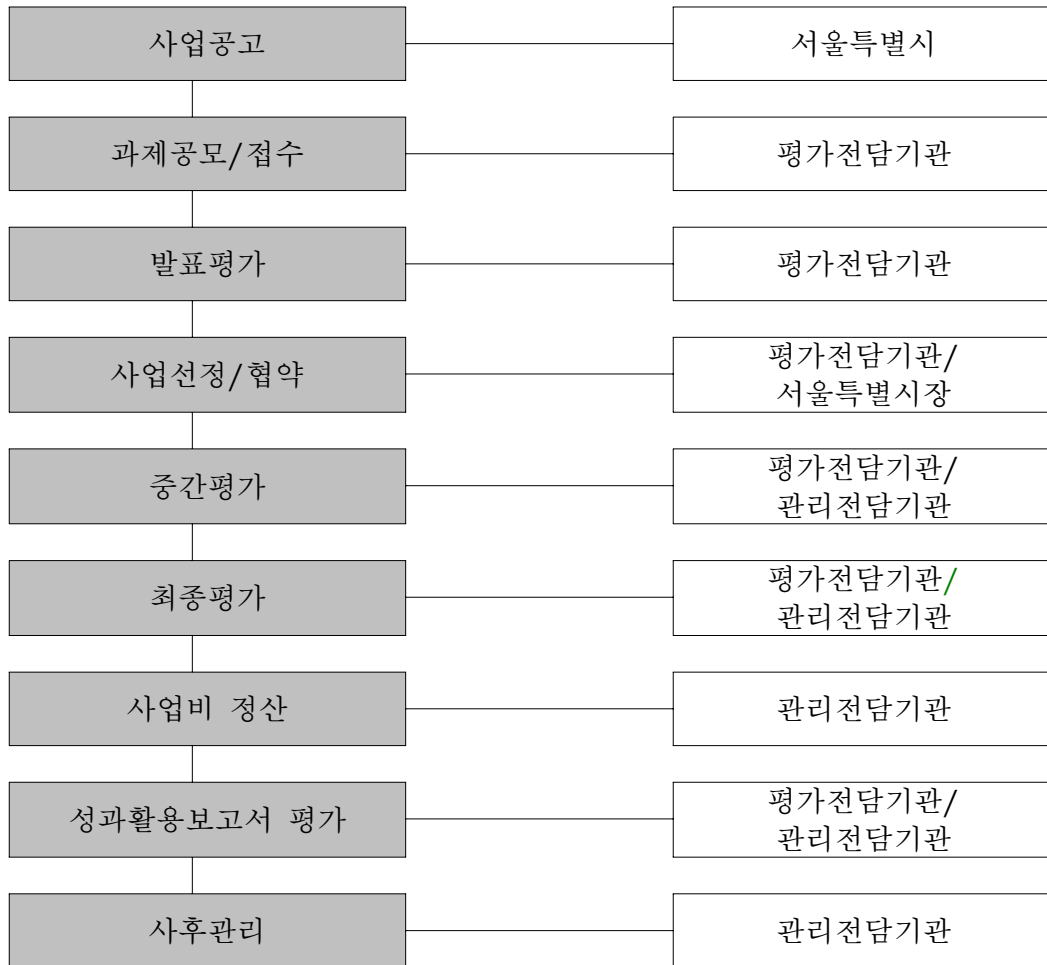 사업공고
서울특별시
과제공모/접수
평가전담기관
발표평가
평가전담기관
사업선정/협약
평가전담기관/
서울특별시장
중간평가
평가전담기관/
관리전담기관
최종평가
평가전담기관/
관리전담기관
사업비 정산
관리전담기관
성과활용보고서 평가
평가전담기관/
관리전담기관
사후관리
관리전담기관